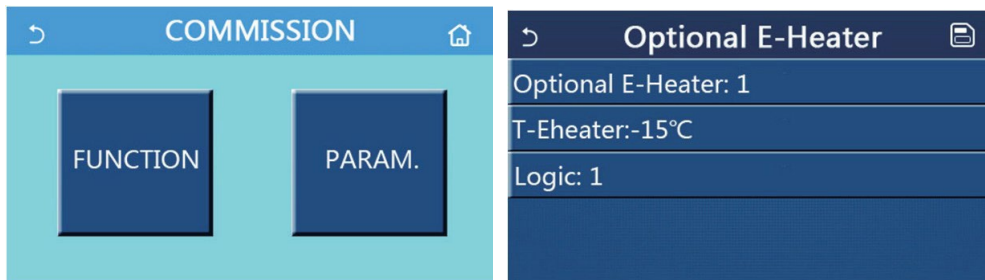 COMMISSION
FUNCTION
PARAM.
Optional E-Heater
Optional E-Heater: 1
T-Eheater:-15℃
Logic: 1